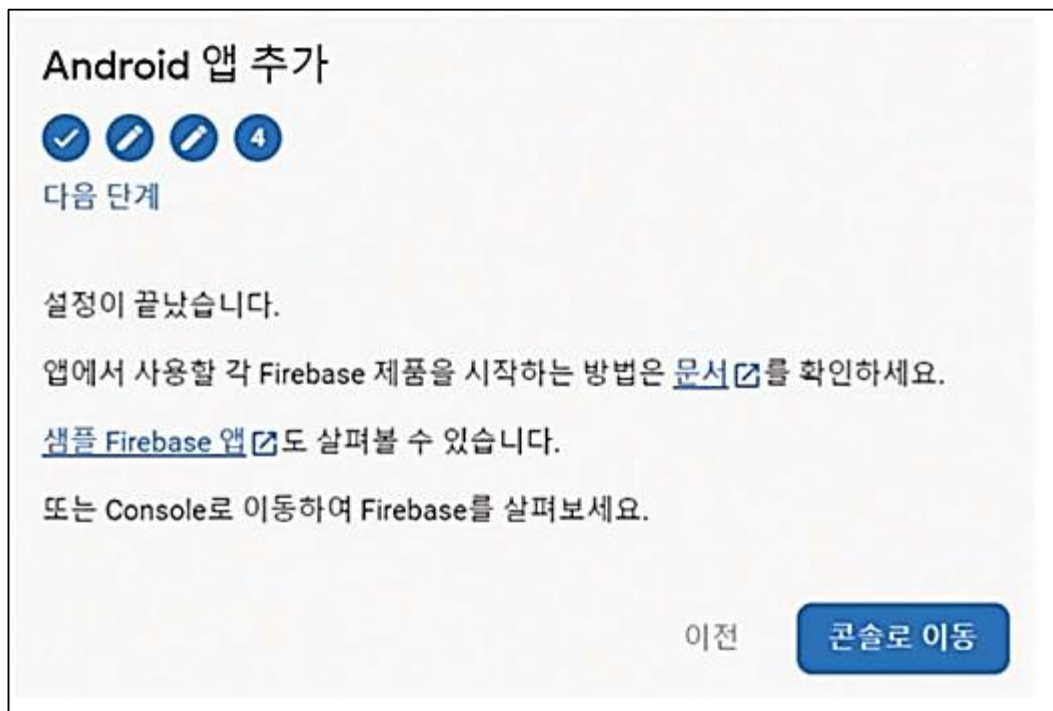 Android 앱 추가
4
다음 단계
설정이 끝났습니다.
앱에서 사용할 각 Firebase 제품을 시작하는 방법은 문서를 확인하세요.
샘플 Firebase 앱도 살펴볼 수 있습니다.
또는 Console로 이동하여 Firebase를 살펴보세요.
이전 콘솔로 이동